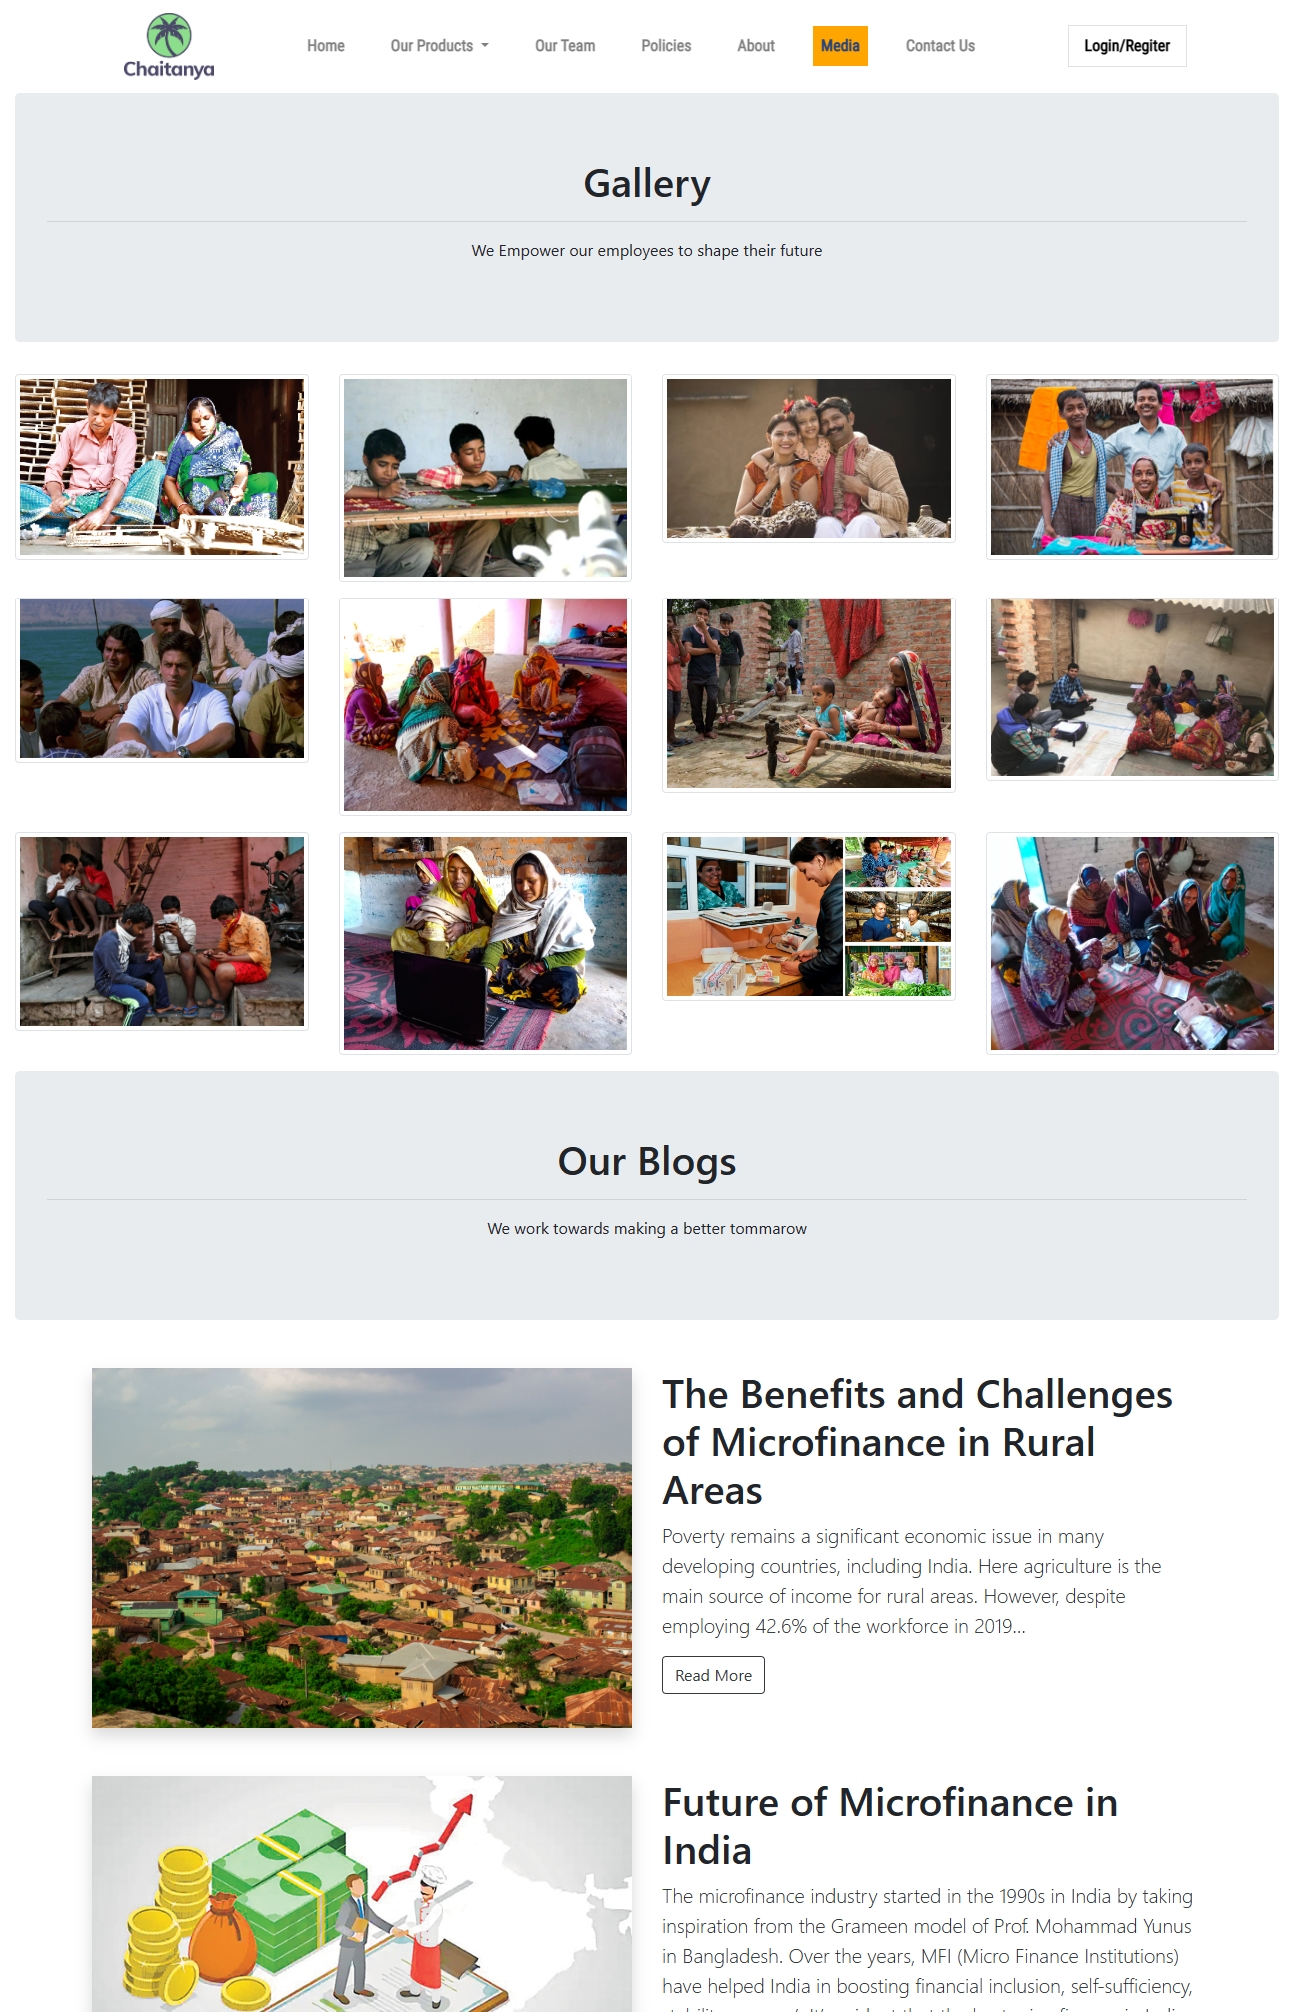 Chaitanya
Home
Our Products
Our Team
Policies
About
Media
Contact Us
Login/Regiter
Gallery
We Empower our employees to shape their future
Our Blogs
We work towards making a better tommarow
The Benefits and Challenges
of Microfinance in Rural
Areas
Poverty remains a significant economic issue in many
developing countries, including India. Here agriculture is the
main source of income for rural areas. However, despite
employing 42.6% of the workforce in 2019...
Read More
Future of Microfinance in
India
The microfinance industry started in the 1990s in India by taking
inspiration from the Grameen model of Prof. Mohammad Yunus
in Bangladesh. Over the years, MFI (Micro Finance Institutions)
have helped India in boosting financial inclusion, self-sufficiency,